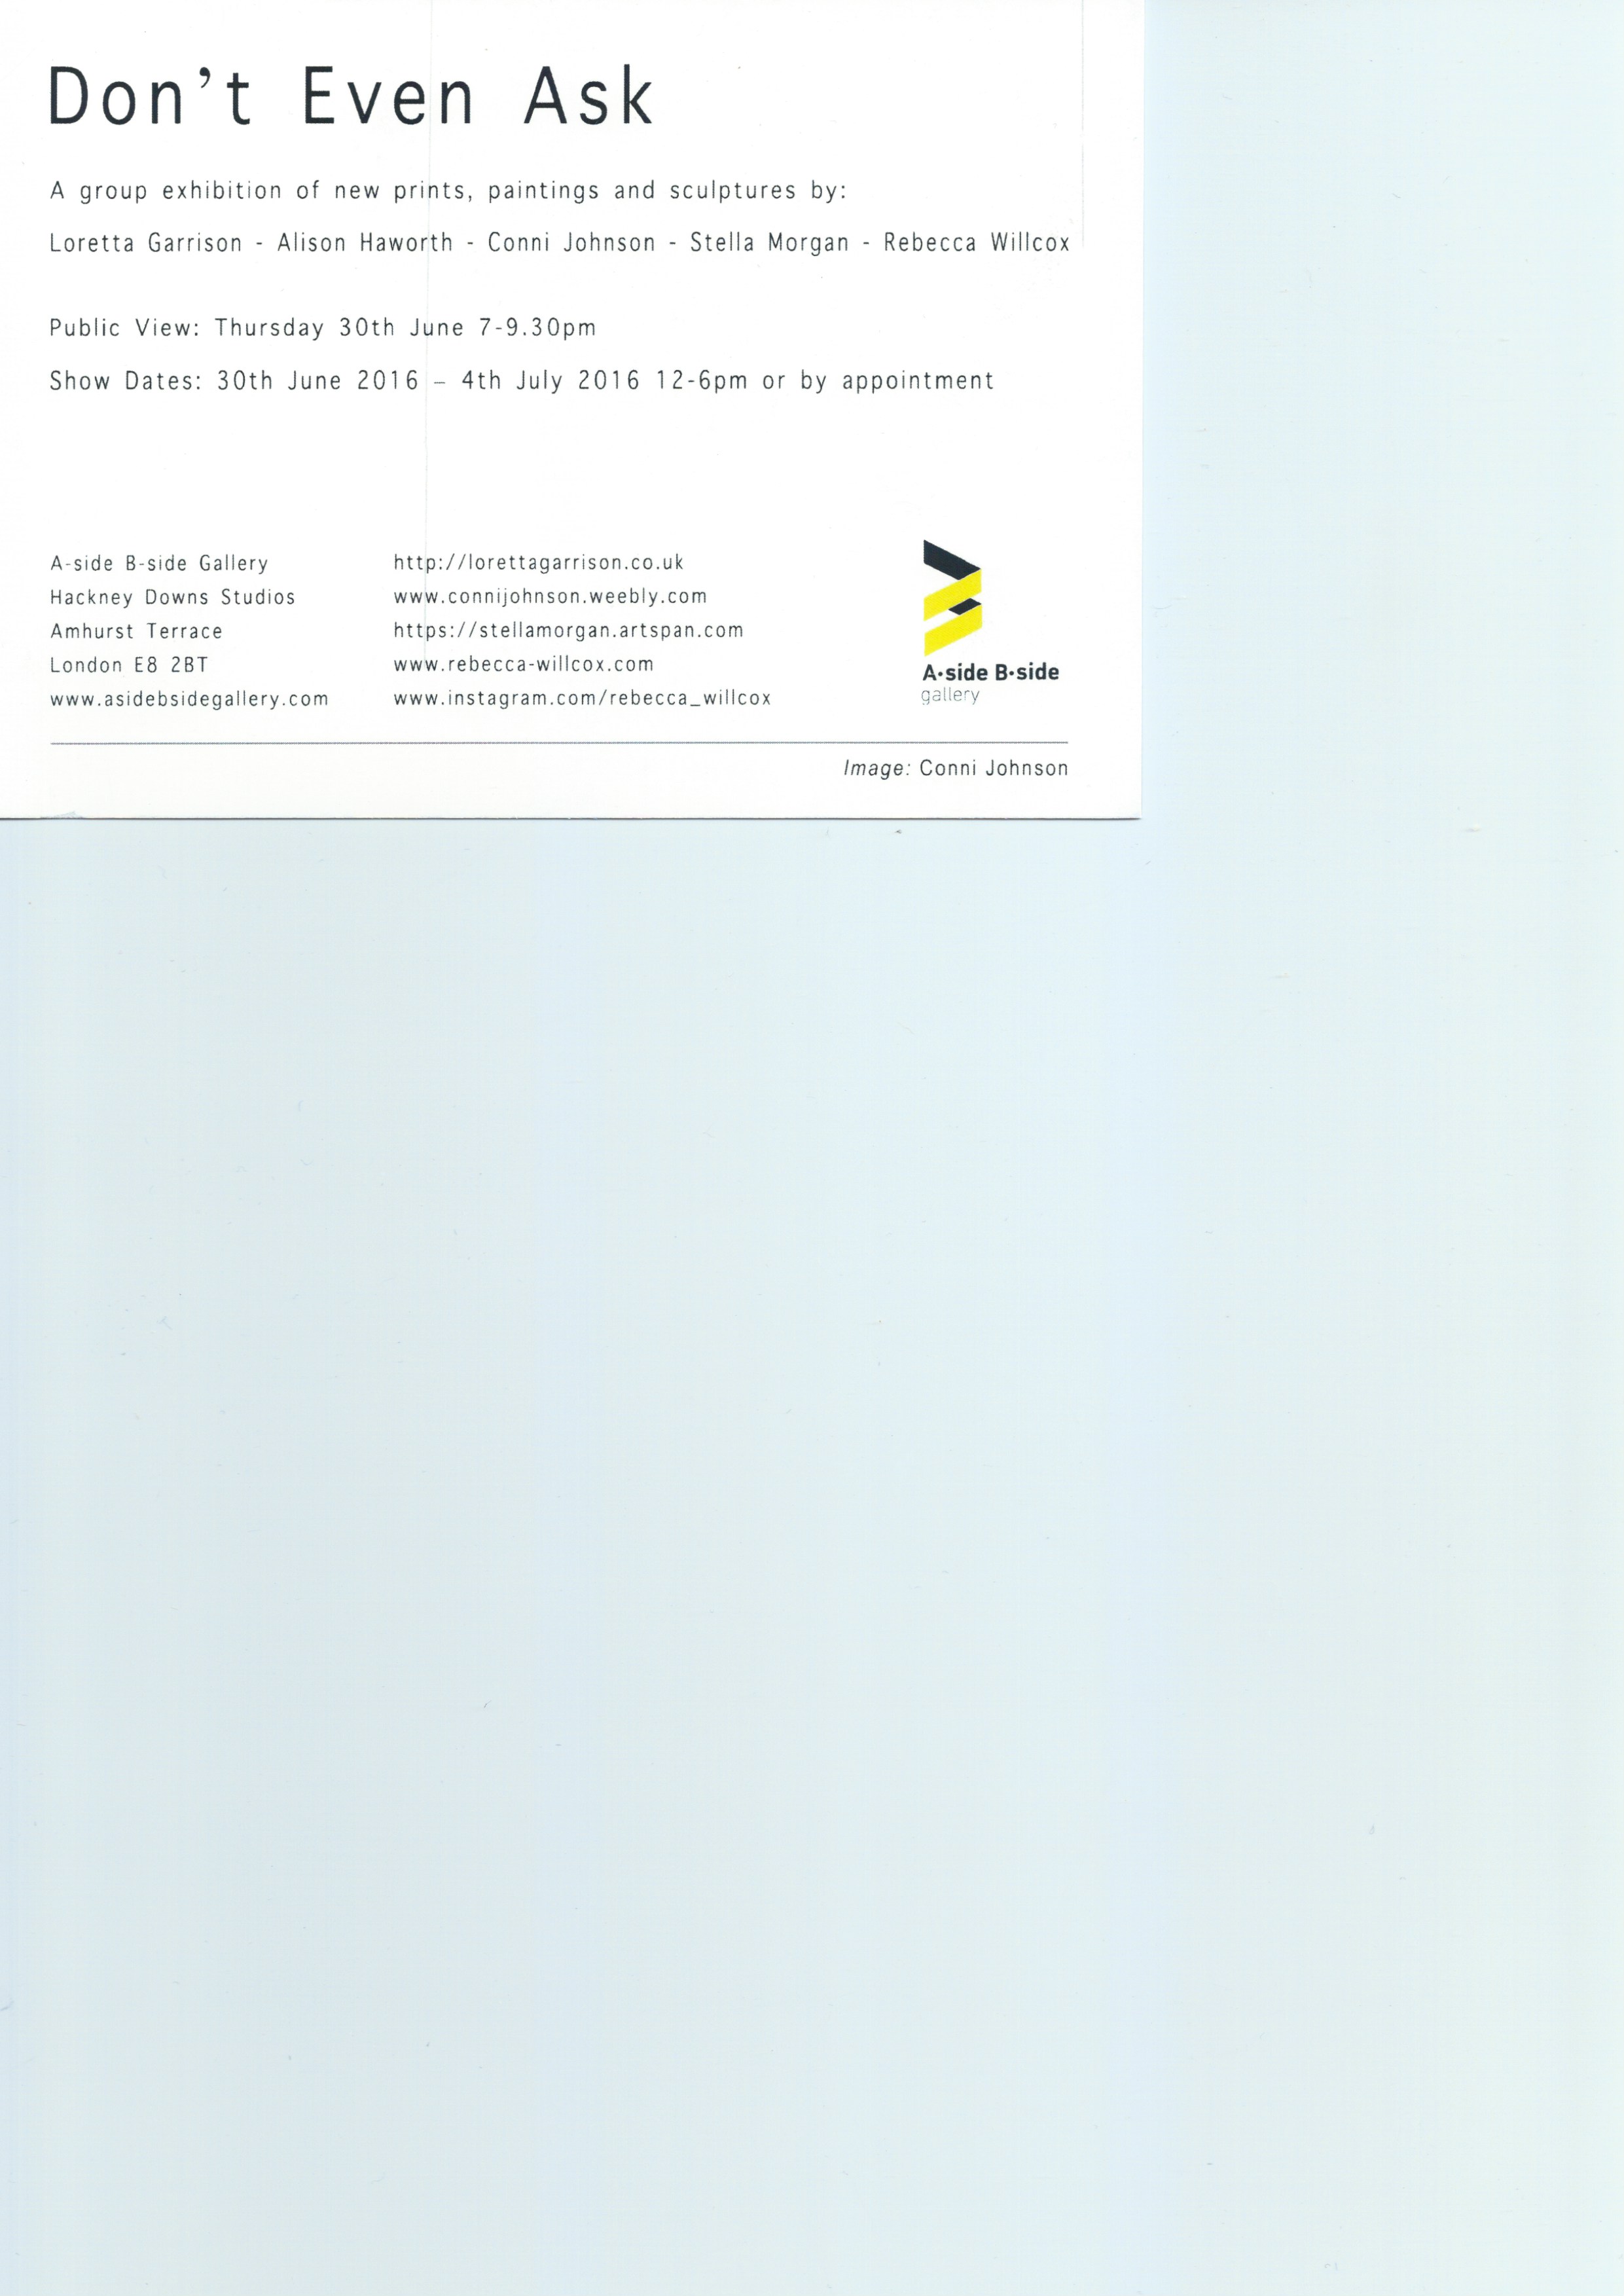 Don't Even Ask
A group exhibition of new prints, paintings and sculptures by:
Loretta Garrison - Alison Haworth - Conni Johnson - Stella Morgan - Rebecca Willcox
Public View: Thursday 30th June 7-9.30pm
Show Dates: 30th June 2016 – 4th July 2016 12-6pm or by appointment
A-side B-side Gallery
Hackney Downs Studios
Amhurst Terrace
London E8 2BT
www.asidebsidegallery.com
http://lorettagarrison.co.uk
www.connijohnson.weebly.com
https://stellamorgan.artspan.com
www.rebecca-willcox.com
www.instagram.com/rebecca_willcox
A·side B·side
gallery
Image: Conni Johnson